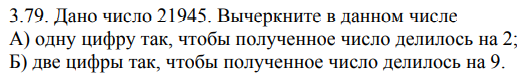 3.79. Дано число 21945. Вычеркните в данном числе
А) одну цифру так, чтобы полученное число делилось на 2;
Б) две цифры так, чтобы полученное число делилось на 9.